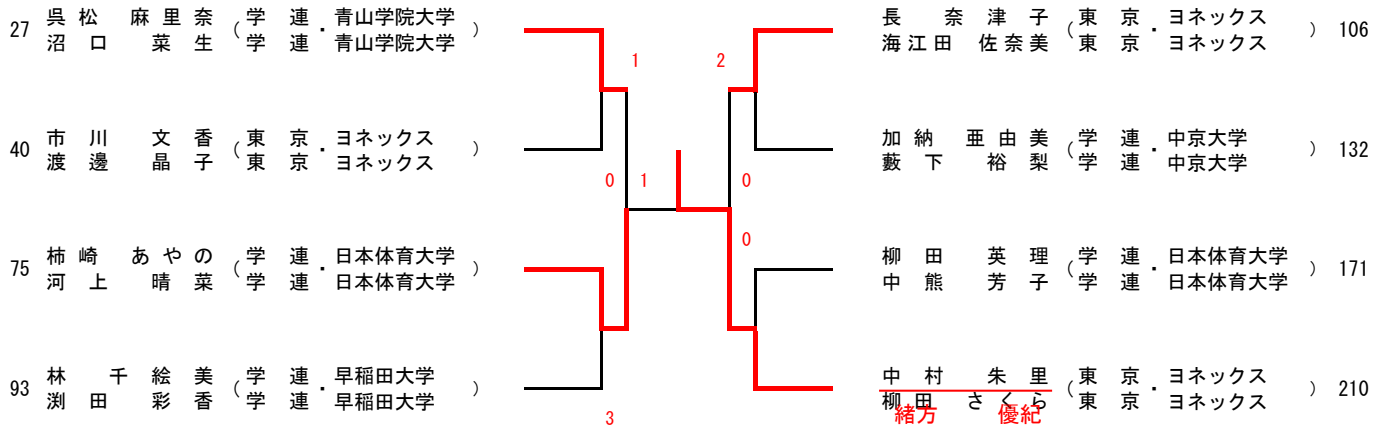 27 呉松 麻里奈 (学 連・青山学院大学)
沼口 菜生 (学 連・青山学院大学)
40 市川 文香 (東 京・ヨネックス)
渡邊 晶子 (東 京・ヨネックス)
75 柿崎 あやの (学 連・日本体育大学)
河上 晴菜 (学 連・日本体育大学)
93 林 千絵美 (学 連・早稲田大学)
渕田 彩香 (学 連・早稲田大学)
1
0
1
3
2
0
0
長 奈津子 (東 京・ヨネックス) 106
海江田 佐奈美 (東 京・ヨネックス)
加納 亜由美 (学 連・中京大学) 132
藪下 裕梨 (学 連・中京大学)
柳田 英理 (学 連・日本体育大学) 171
中熊 芳子 (学 連・日本体育大学)
中村 朱里 (東 京・ヨネックス) 210
柳田 さくら (東 京・ヨネックス)
緒方 優紀